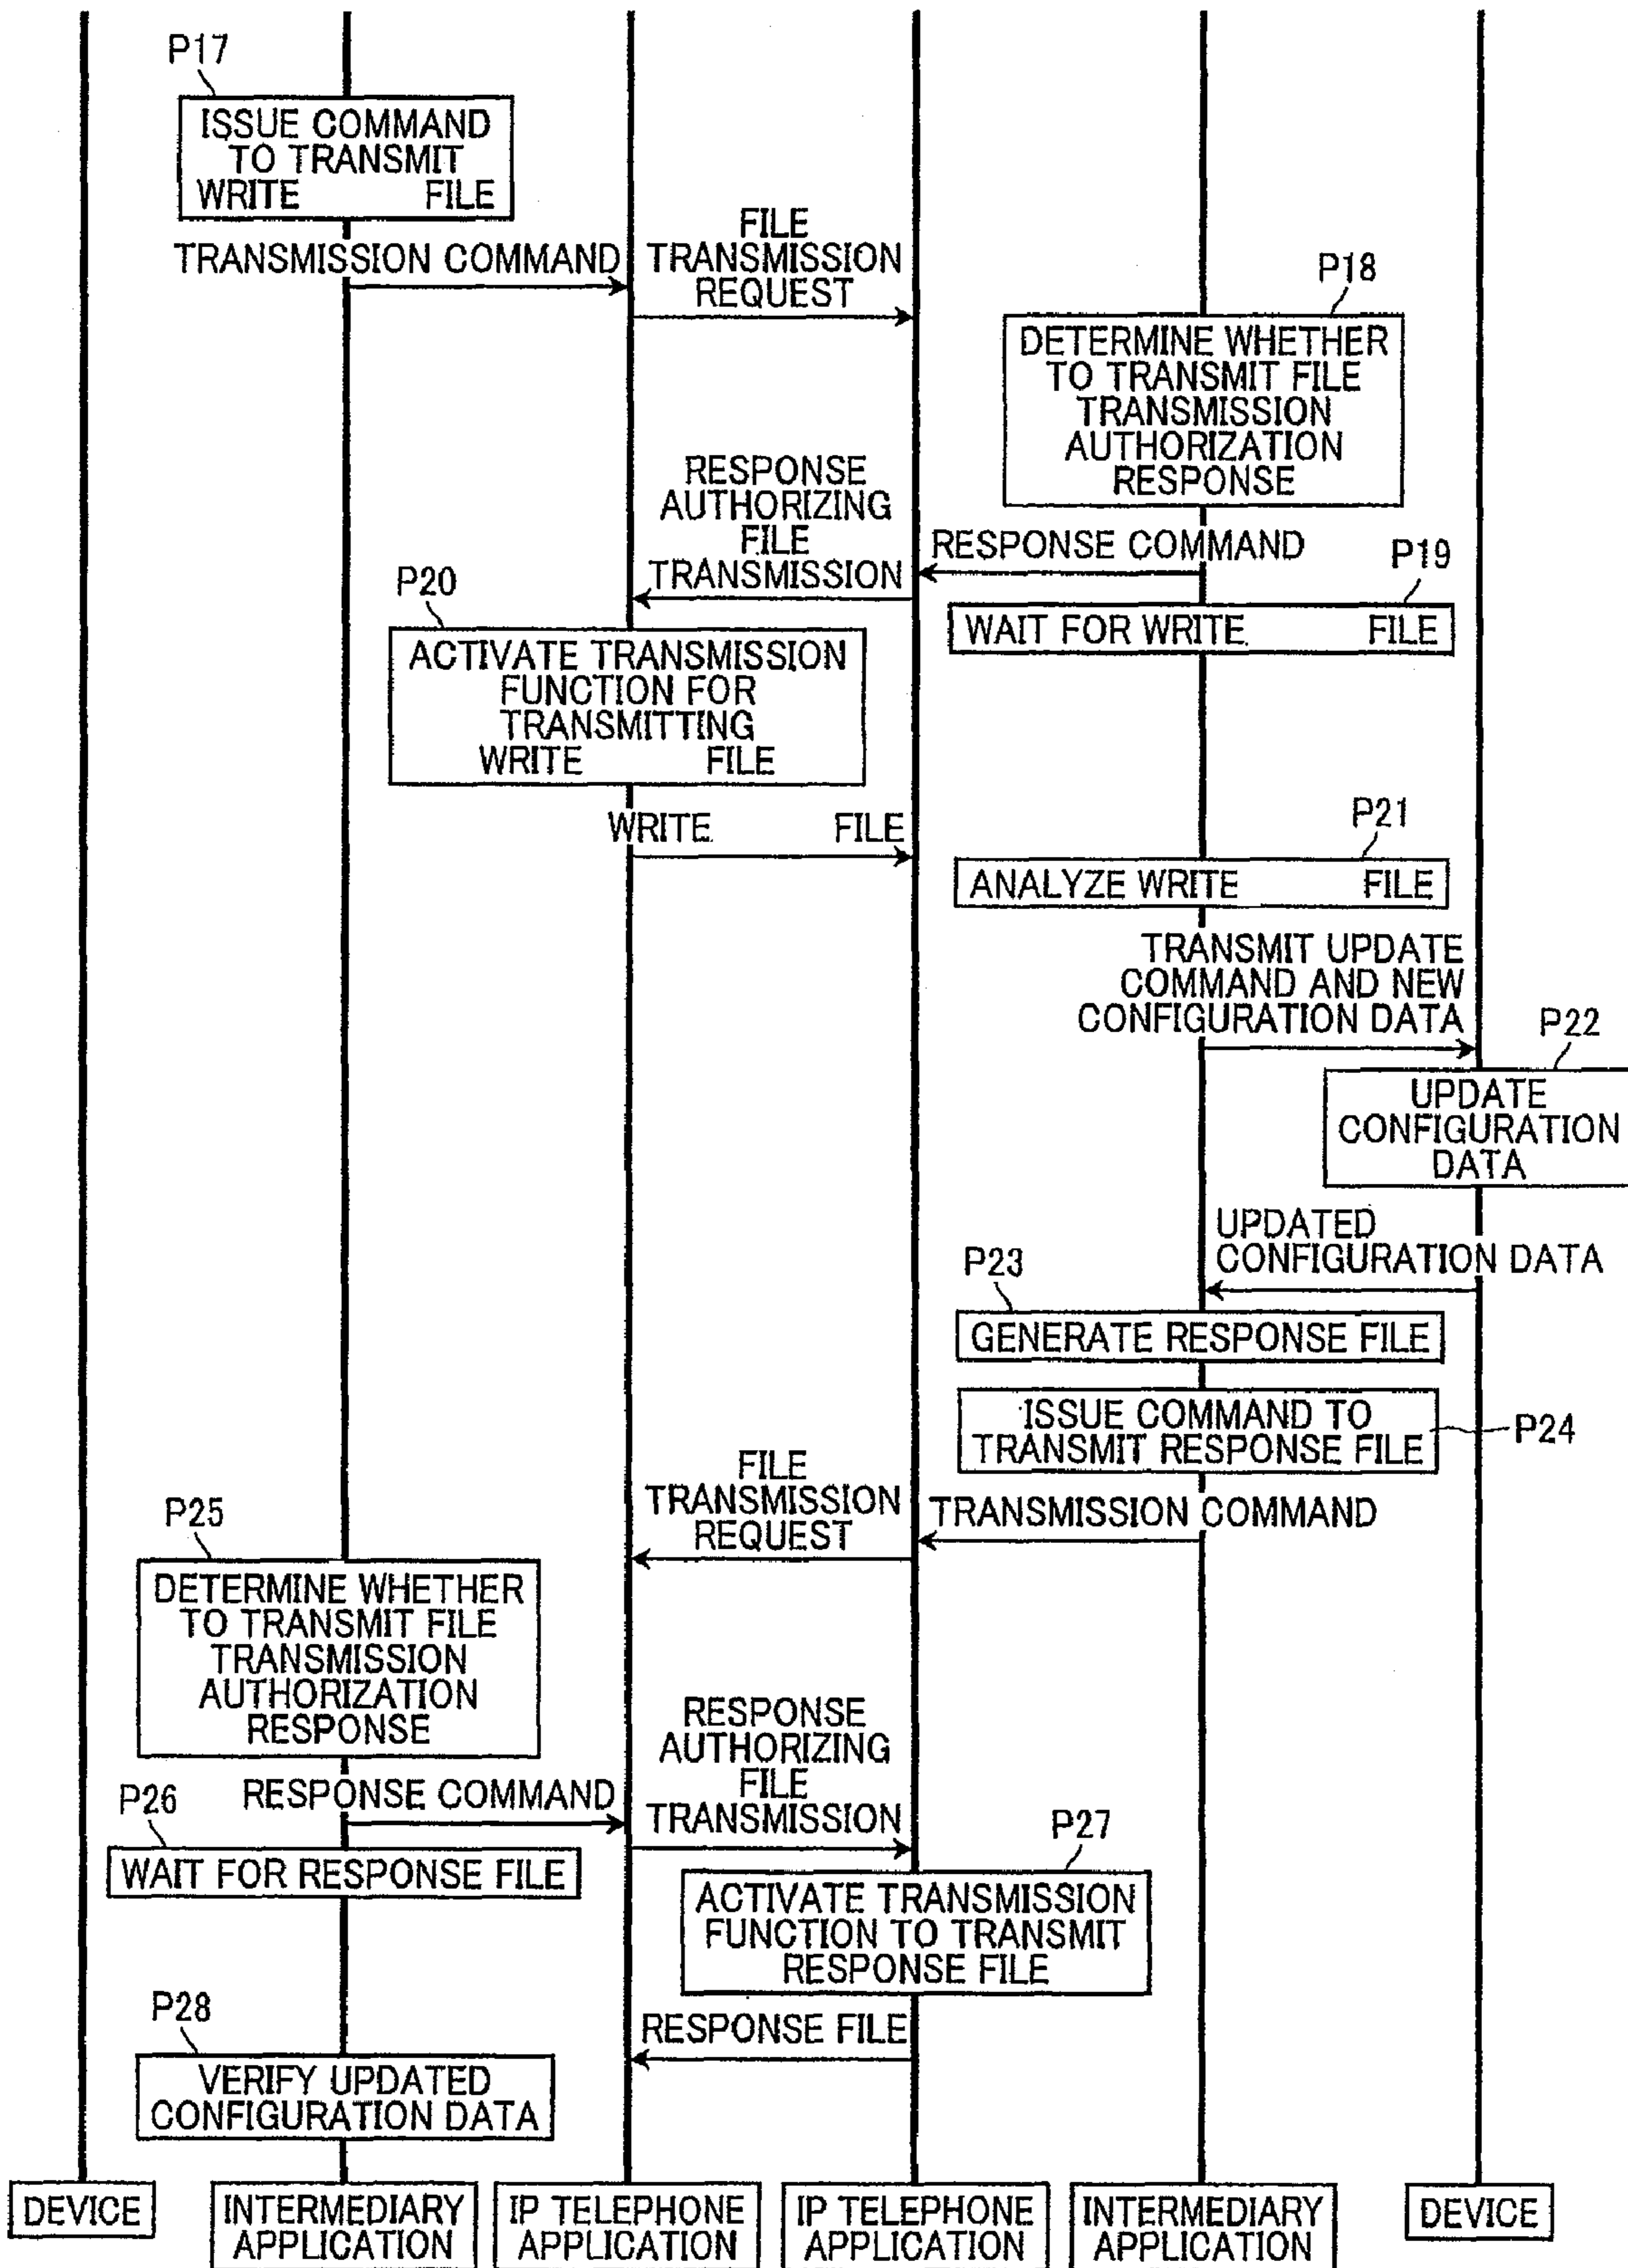 P17
ISSUE COMMAND
TO TRANSMIT
WRITE FILE
TRANSMISSION COMMAND
FILE
TRANSMISSION
REQUEST
P18
DETERMINE WHETHER
TO TRANSMIT FILE
TRANSMISSION
AUTHORIZATION
RESPONSE
RESPONSE
AUTHORIZING
FILE
TRANSMISSION
RESPONSE COMMAND
P19
WAIT FOR WRITE FILE
P20
ACTIVATE TRANSMISSION
FUNCTION FOR
TRANSMITTING
WRITE FILE
WRITE FILE
P21
ANALYZE WRITE FILE
TRANSMIT UPDATE
COMMAND AND NEW
CONFIGURATION DATA
P22
UPDATE
CONFIGURATION
DATA
UPDATED
CONFIGURATION DATA
P23
GENERATE RESPONSE FILE
ISSUE COMMAND TO
TRANSMIT RESPONSE FILE
P24
FILE
TRANSMISSION
REQUEST
TRANSMISSION COMMAND
P25
DETERMINE WHETHER
TO TRANSMIT FILE
TRANSMISSION
AUTHORIZATION
RESPONSE
RESPONSE
AUTHORIZING
FILE
TRANSMISSION
RESPONSE COMMAND
P26
WAIT FOR RESPONSE FILE
P27
ACTIVATE TRANSMISSION
FUNCTION TO TRANSMIT
RESPONSE FILE
RESPONSE FILE
P28
VERIFY UPDATED
CONFIGURATION DATA
DEVICE
INTERMEDIARY
APPLICATION
IP TELEPHONE
APPLICATION
IP TELEPHONE
APPLICATION
INTERMEDIARY
APPLICATION
DEVICE